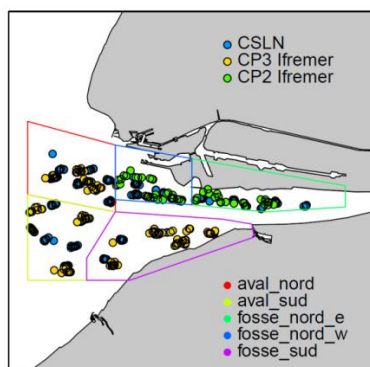 CSLN
CP3 Ifremer
CP2 Ifremer
aval_nord
aval_sud
fosse_nord_e
fosse_nord_w
fosse_sud